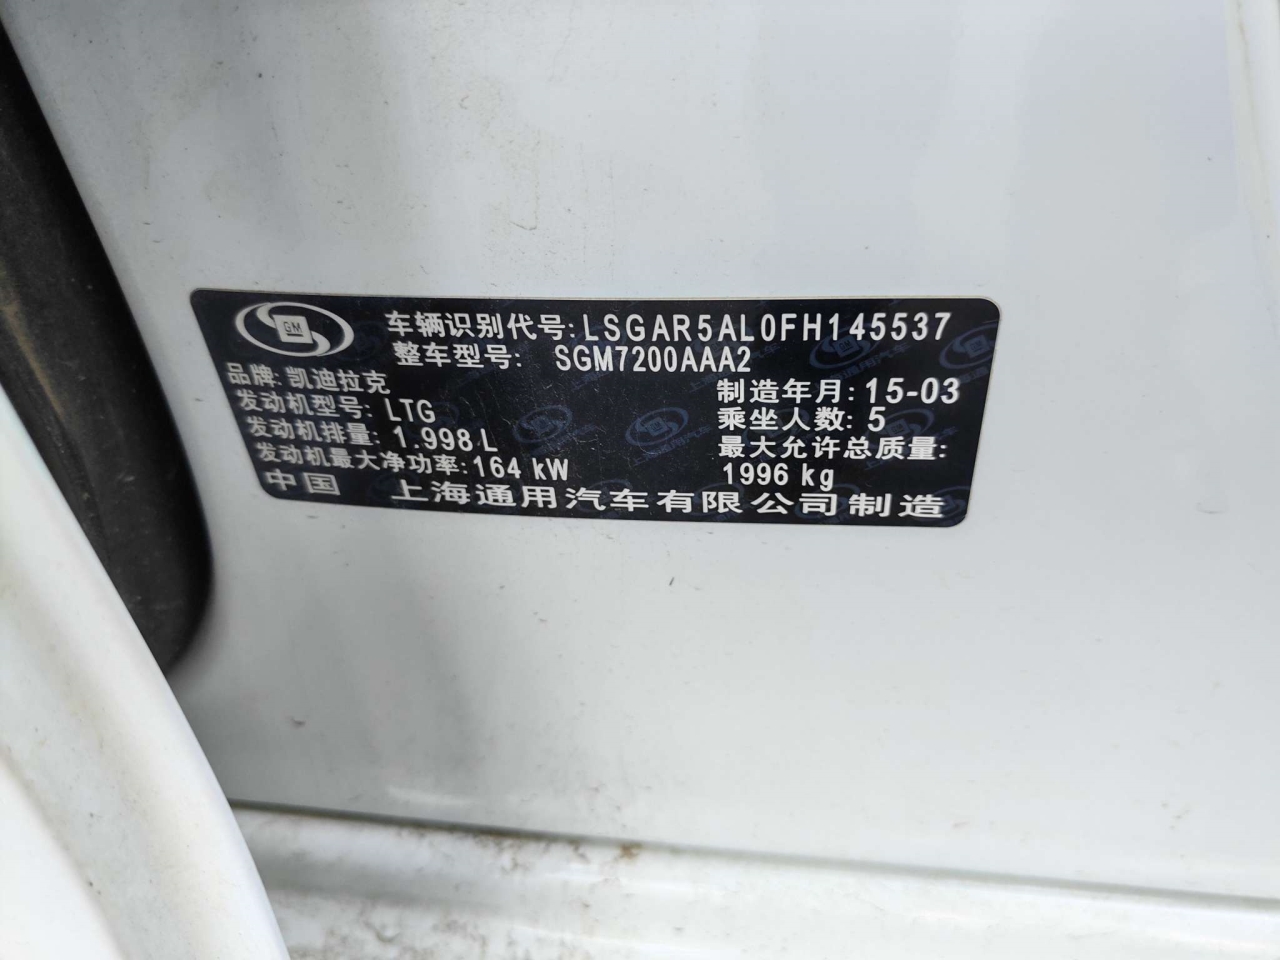 GM
车辆识别代号:LSGAR5AL0FH145537
整车型号: SGM7200AAA2
品牌: 凯迪拉克
制造年月: 15-03
发动机型号: LTG
乘坐人数: 5
发动机排量: 1.998 L
最大允许总质量:
发动机最大净功率: 164 kW
1996 kg
中国 上海通用汽车有限公司制造